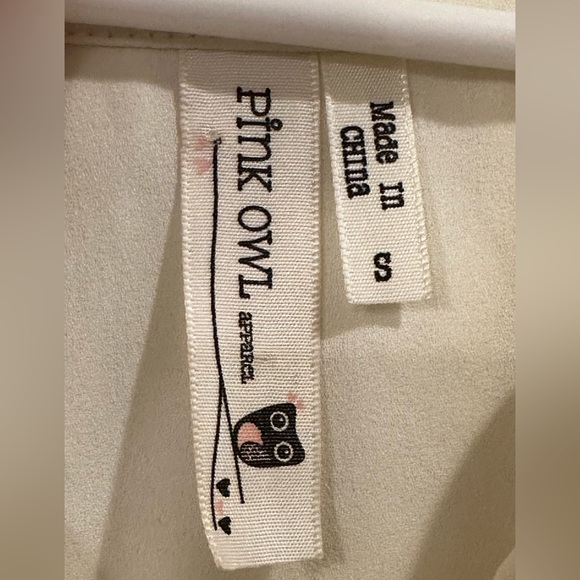 PiNK OWL
apparel
Made In
CHINA
S